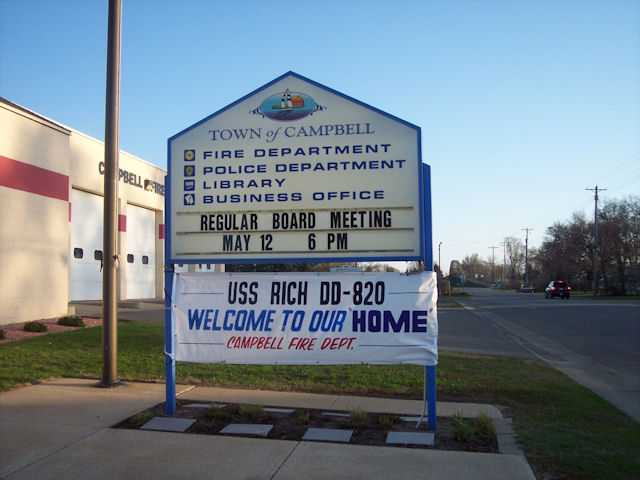 TOWN of CAMPBELL
FIRE DEPARTMENT
POLICE DEPARTMENT
LIBRARY
BUSINESS OFFICE
REGULAR BOARD MEETING
MAY 12 6 PM
USS RICH DD-820
WELCOME TO OUR "HOME"
CAMPBELL FIRE DEPT.
CAMPBELL FIRE